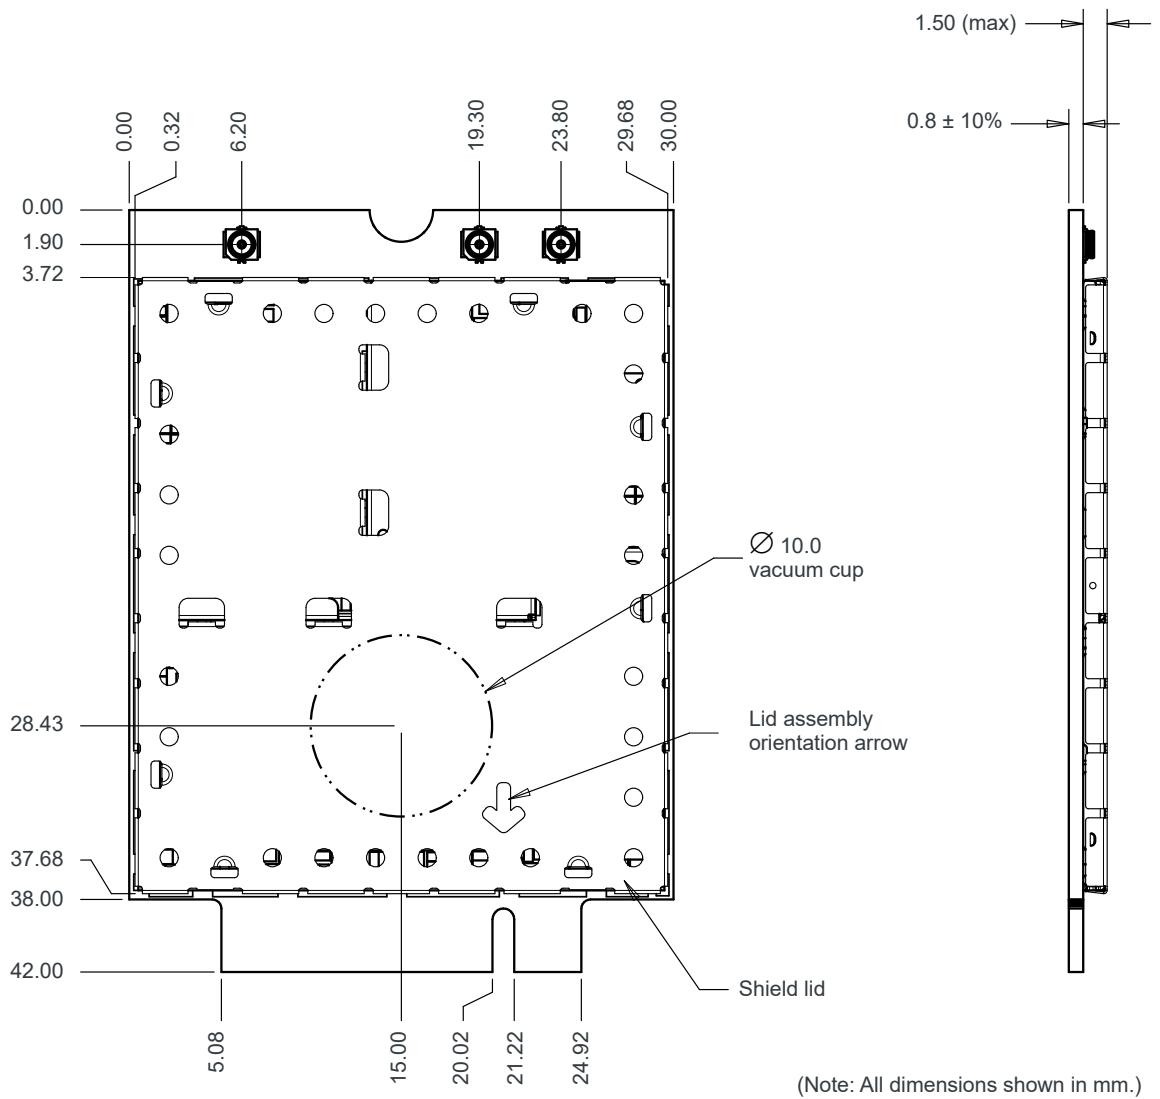 1.50 (max)
0.8 ± 10%
0.00
0.32
6.20
19.30
23.80
29.68
30.00
0.00
1.90
3.72
Ø 10.0
vacuum cup
28.43
Lid assembly
orientation arrow
37.68
38.00
42.00
Shield lid
5.08
15.00
20.02
21.22
24.92
(Note: All dimensions shown in mm.)